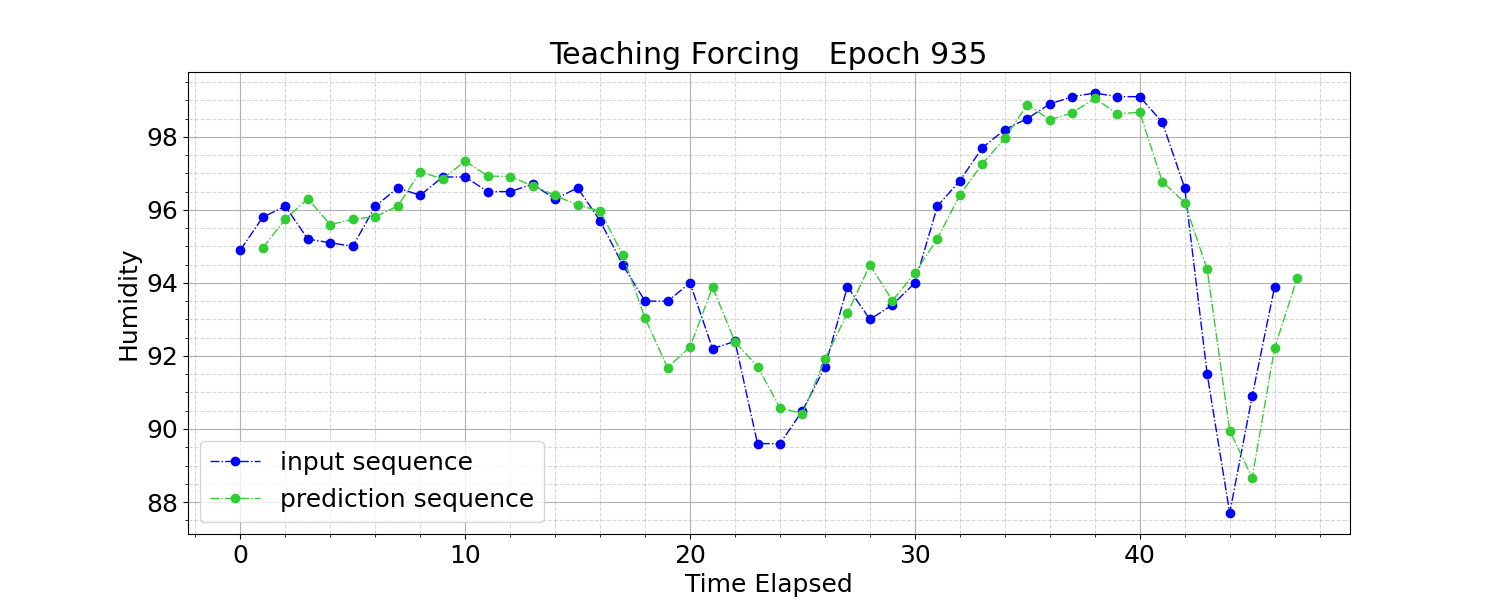 Teaching Forcing   Epoch 935
98
96
94
92
90
88
Humidity
input sequence
prediction sequence
0 10 20 30 40
Time Elapsed